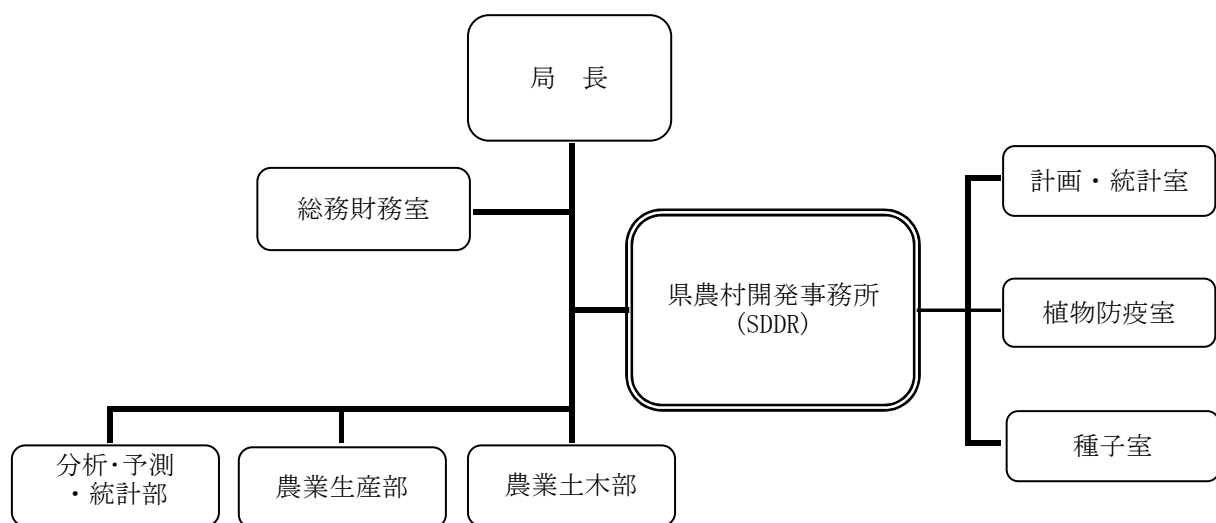 局　長
総務財務室
計画・統計室
県農村開発事務所
(SDDR)
植物防疫室
種子室
分析・予測
・統計部
農業生産部
農業土木部